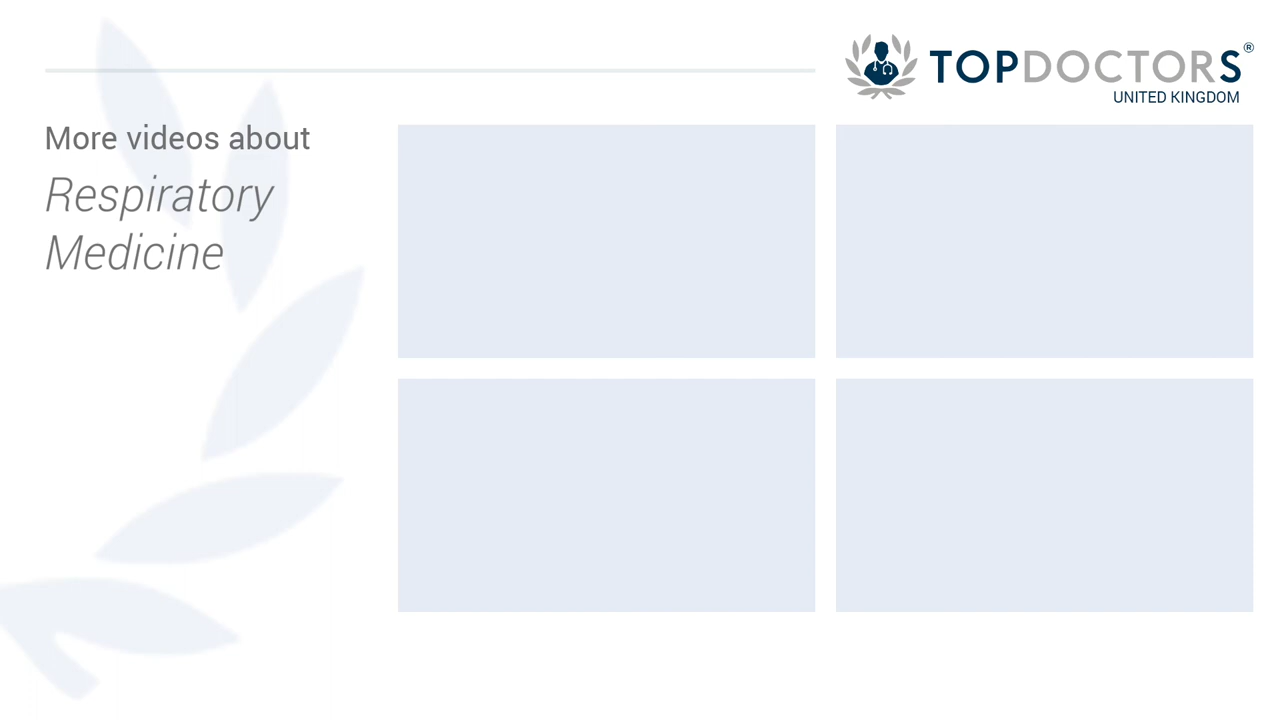 TOPDOCTORS®
UNITED KINGDOM
More videos about
Respiratory
Medicine